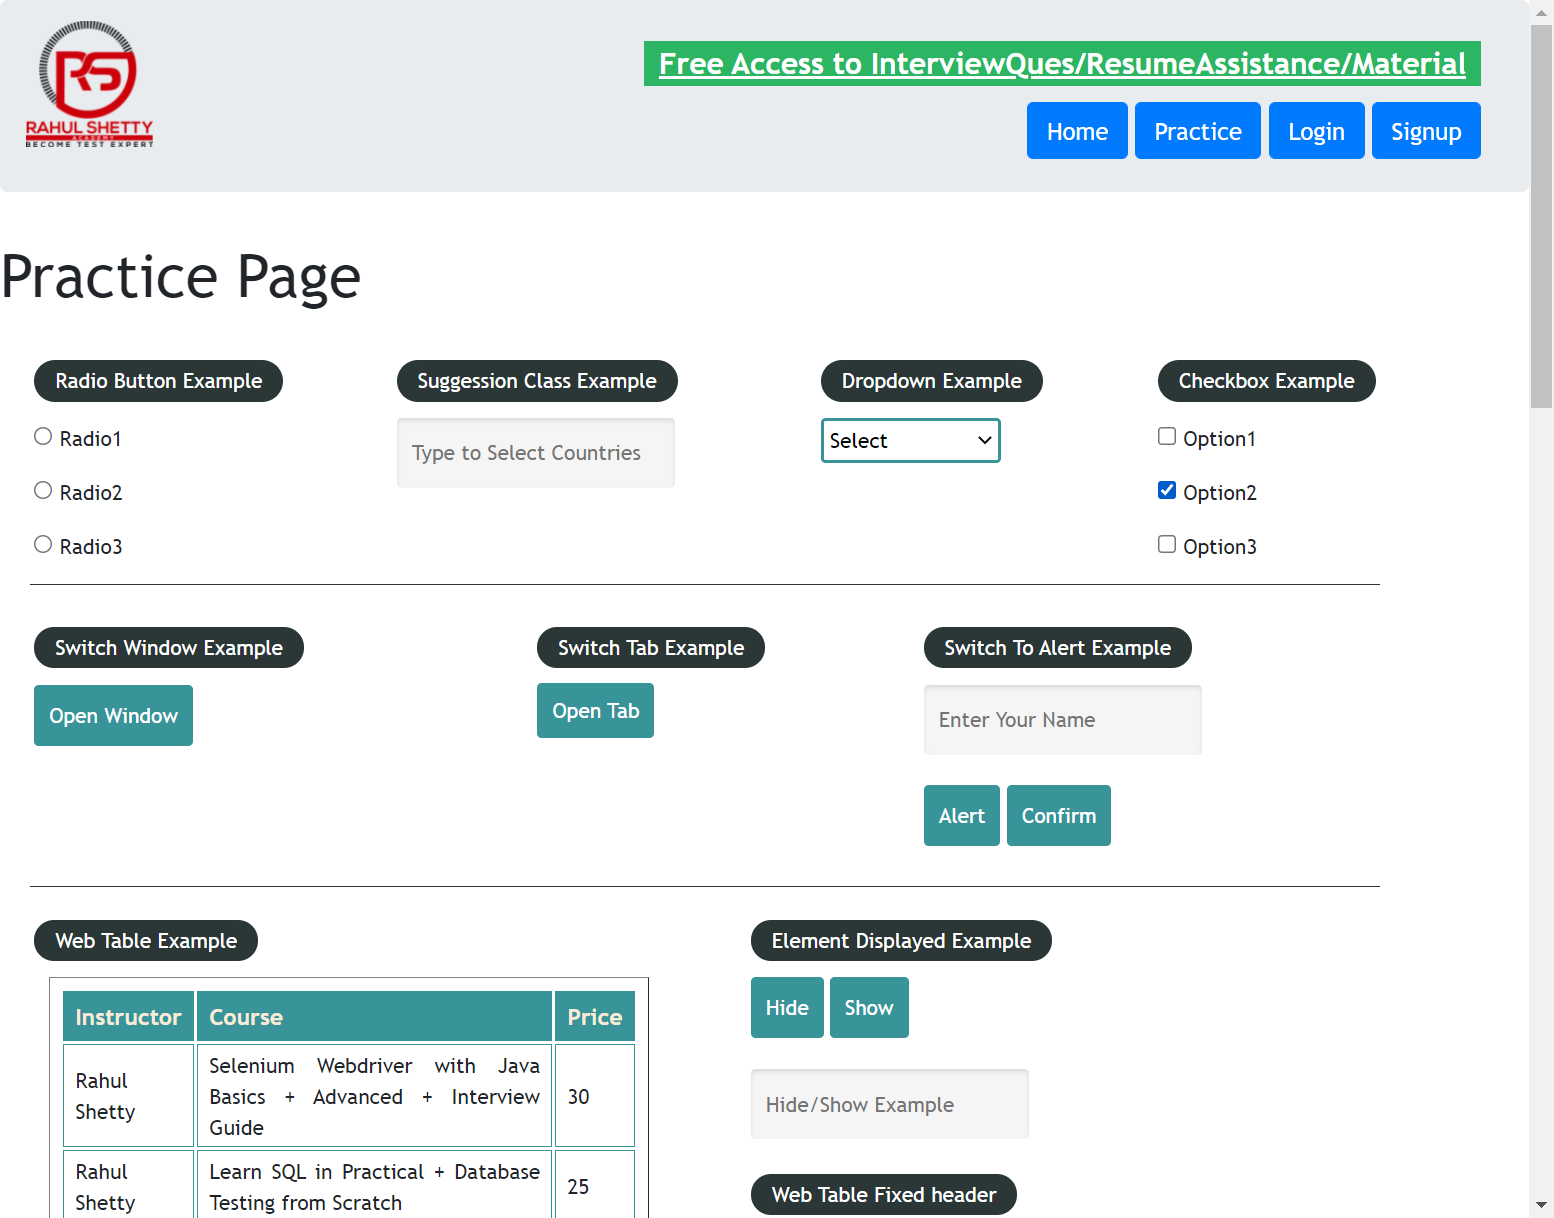 RS
RAHUL SHETTY
ACADEMY
BECOME TEST EXPERT
Free Access to InterviewQues/ResumeAssistance/Material
Home Practice Login Signup
Practice Page
Radio Button Example
Radio1
Radio2
Radio3
Suggession Class Example
Type to Select Countries
Dropdown Example
Select
Checkbox Example
Option1
Option2
Option3
Switch Window Example
Open Window
Switch Tab Example
Open Tab
Switch To Alert Example
Enter Your Name
Alert Confirm
Web Table Example
Instructor Course Price
Rahul
Shetty
Selenium Webdriver with Java
Basics + Advanced + Interview
Guide
30
Rahul
Shetty
Learn SQL in Practical + Database
Testing from Scratch
25
Element Displayed Example
Hide Show
Hide/Show Example
Web Table Fixed header